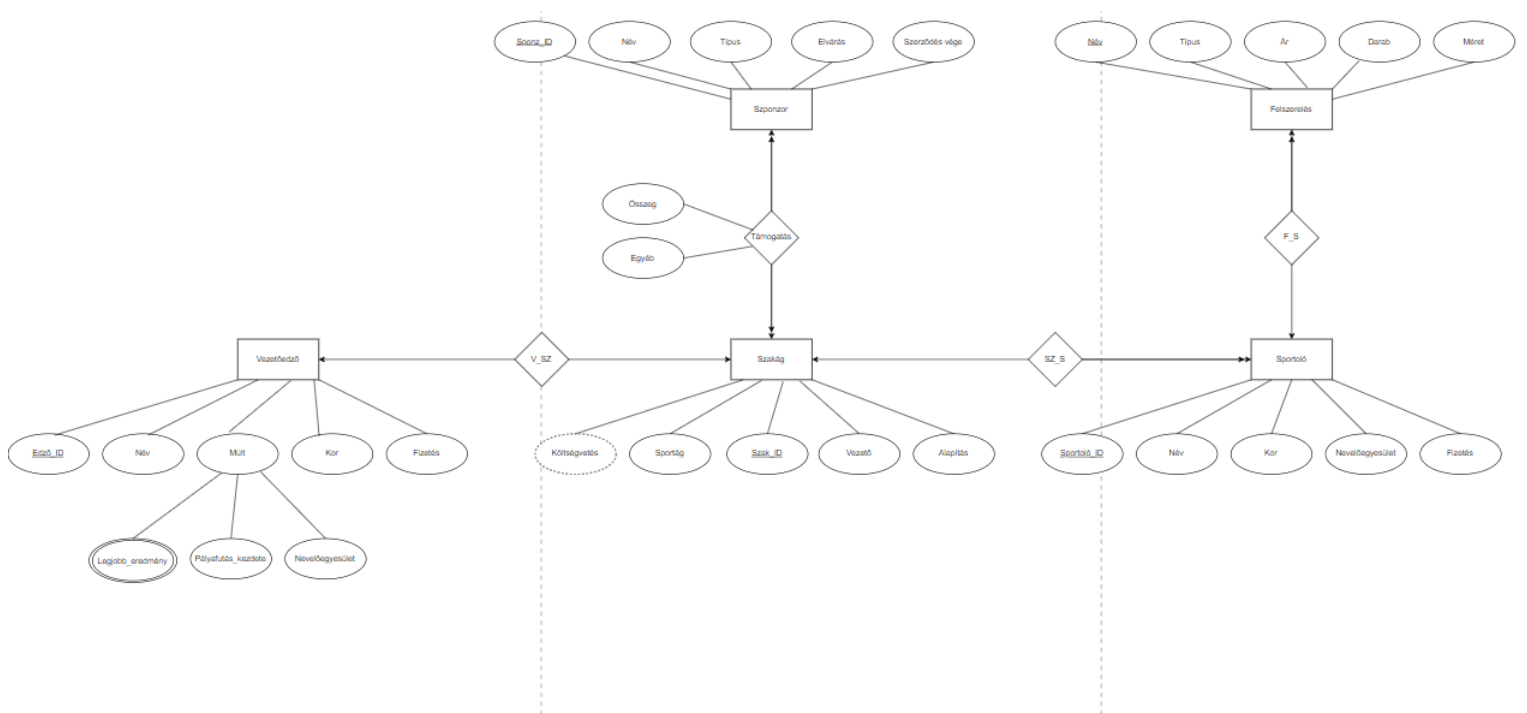 Sponz_ID
Név
Típus
Elvárás
Szerződés vége
Név
Típus
Ár
Darab
Méret
Szponzor
Felszerelés
Összeg
Egyéb
Támogatás
F_S
Vezetőedző
V_SZ
Szakág
SZ_S
Sportoló
Edző_ID
Név
Múlt
Kor
Fizetés
Költségvetés
Sportág
Szak_ID
Vezető
Alapítás
Sportoló_ID
Név
Kor
Nevelőegyesület
Fizetés
Legjobb_eredmény
Pályafutás_kezdete
Nevelőegyesület